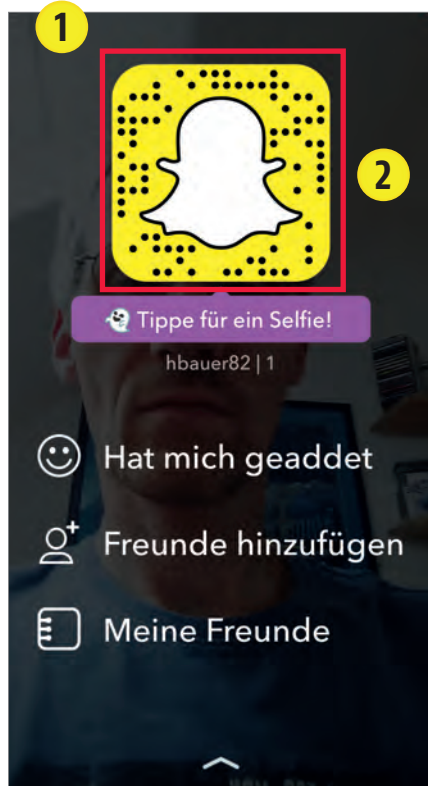 1
2
Tippe für ein Selfie!
hbauer82 | 1
Hat mich geaddet
Freunde hinzufügen
Meine Freunde